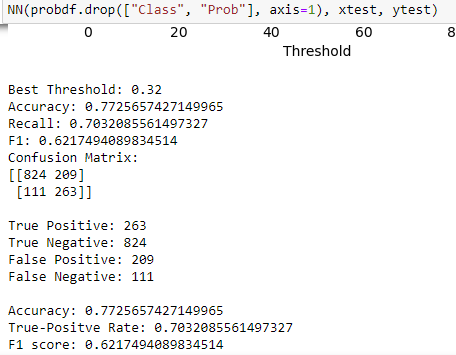 NN(probdf.drop(["Class", "Prob"], axis=1), xtest, ytest)
0 20 40 60 8
Threshold
Best Threshold: 0.32
Accuracy: 0.7725657427149965
Recall: 0.7032085561497327
F1: 0.6217494089834514
Confusion Matrix:
[[824 209]
[111 263]]
True Positive: 263
True Negative: 824
False Positive: 209
False Negative: 111
Accuracy: 0.7725657427149965
True-Positve Rate: 0.7032085561497327
F1 score: 0.6217494089834514